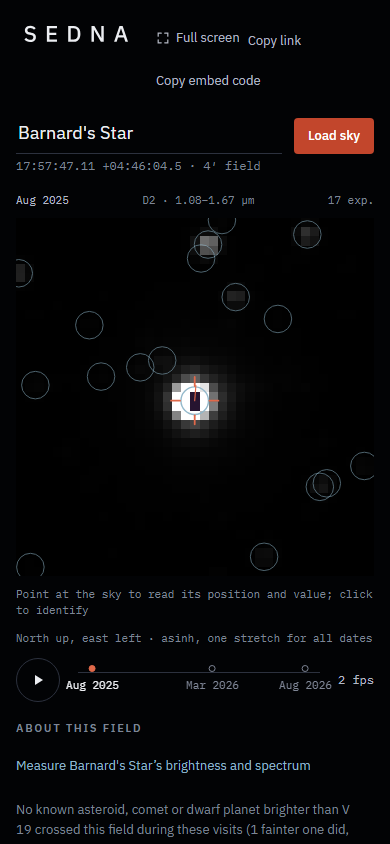 SEDNA
Full screen
Copy link
Copy embed code
Barnard's Star
Load sky
17:57:47.11 +04:46:04.5 · 4′ field
Aug 2025
D2 · 1.08–1.67 µm
17 exp.
Point at the sky to read its position and value; click
to identify
North up, east left · asinh, one stretch for all dates
Aug 2025
Mar 2026
Aug 2026
2 fps
ABOUT THIS FIELD
Measure Barnard's Star’s brightness and spectrum
No known asteroid, comet or dwarf planet brighter than V
19 crossed this field during these visits (1 fainter one did,